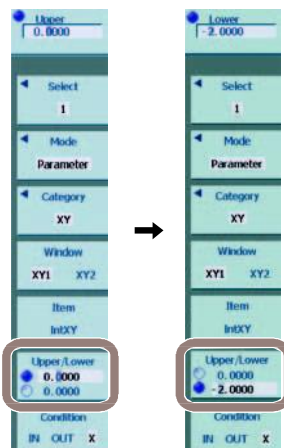 Upper
0.0000
Select
1
Mode
Parameter
Category
XY
Window
XY1 XY2
Item
IntXY
Upper/Lower
0.0000
0.0000
Condition
IN OUT X
Lower
-2.0000
Select
1
Mode
Parameter
Category
XY
Window
XY1 XY2
Item
IntXY
Upper/Lower
0.0000
-2.0000
Condition
IN OUT X